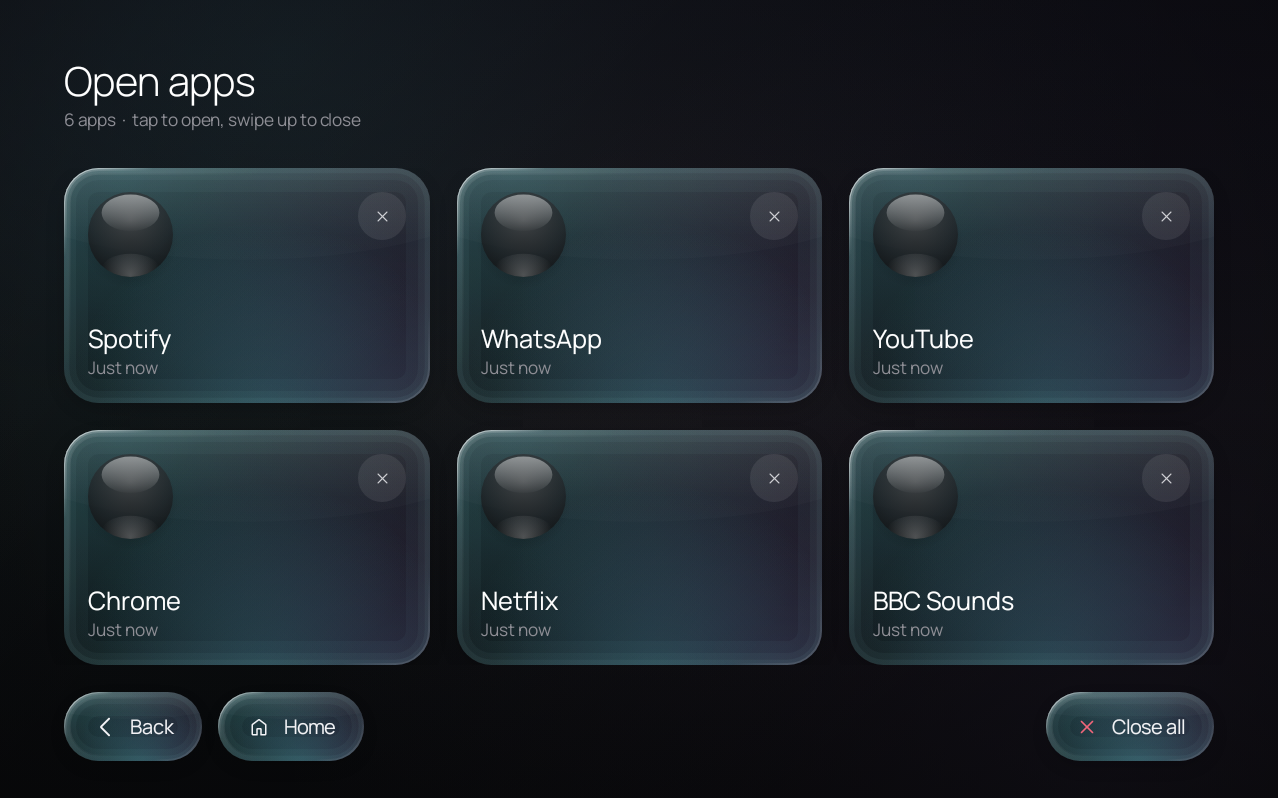 Open apps
6 apps · tap to open, swipe up to close
Spotify
Just now
WhatsApp
Just now
YouTube
Just now
Chrome
Just now
Netflix
Just now
BBC Sounds
Just now
Back
Home
Close all